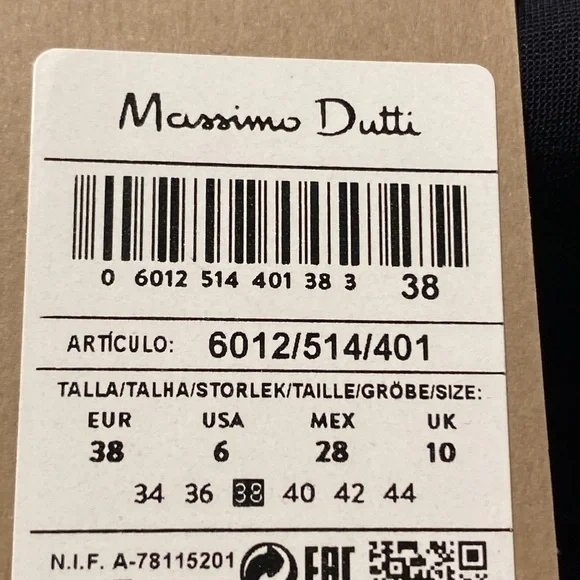 Massimo Dutti
0 6012 514 401 38 3 38
ARTÍCULO: 6012/514/401
TALLA/TALHA/STORLEK/TAILLE/GRÖBE/SIZE:
EUR USA MEX UK
38 6 28 10
34 36 38 40 42 44
N.I.F. A-78115201 EAC